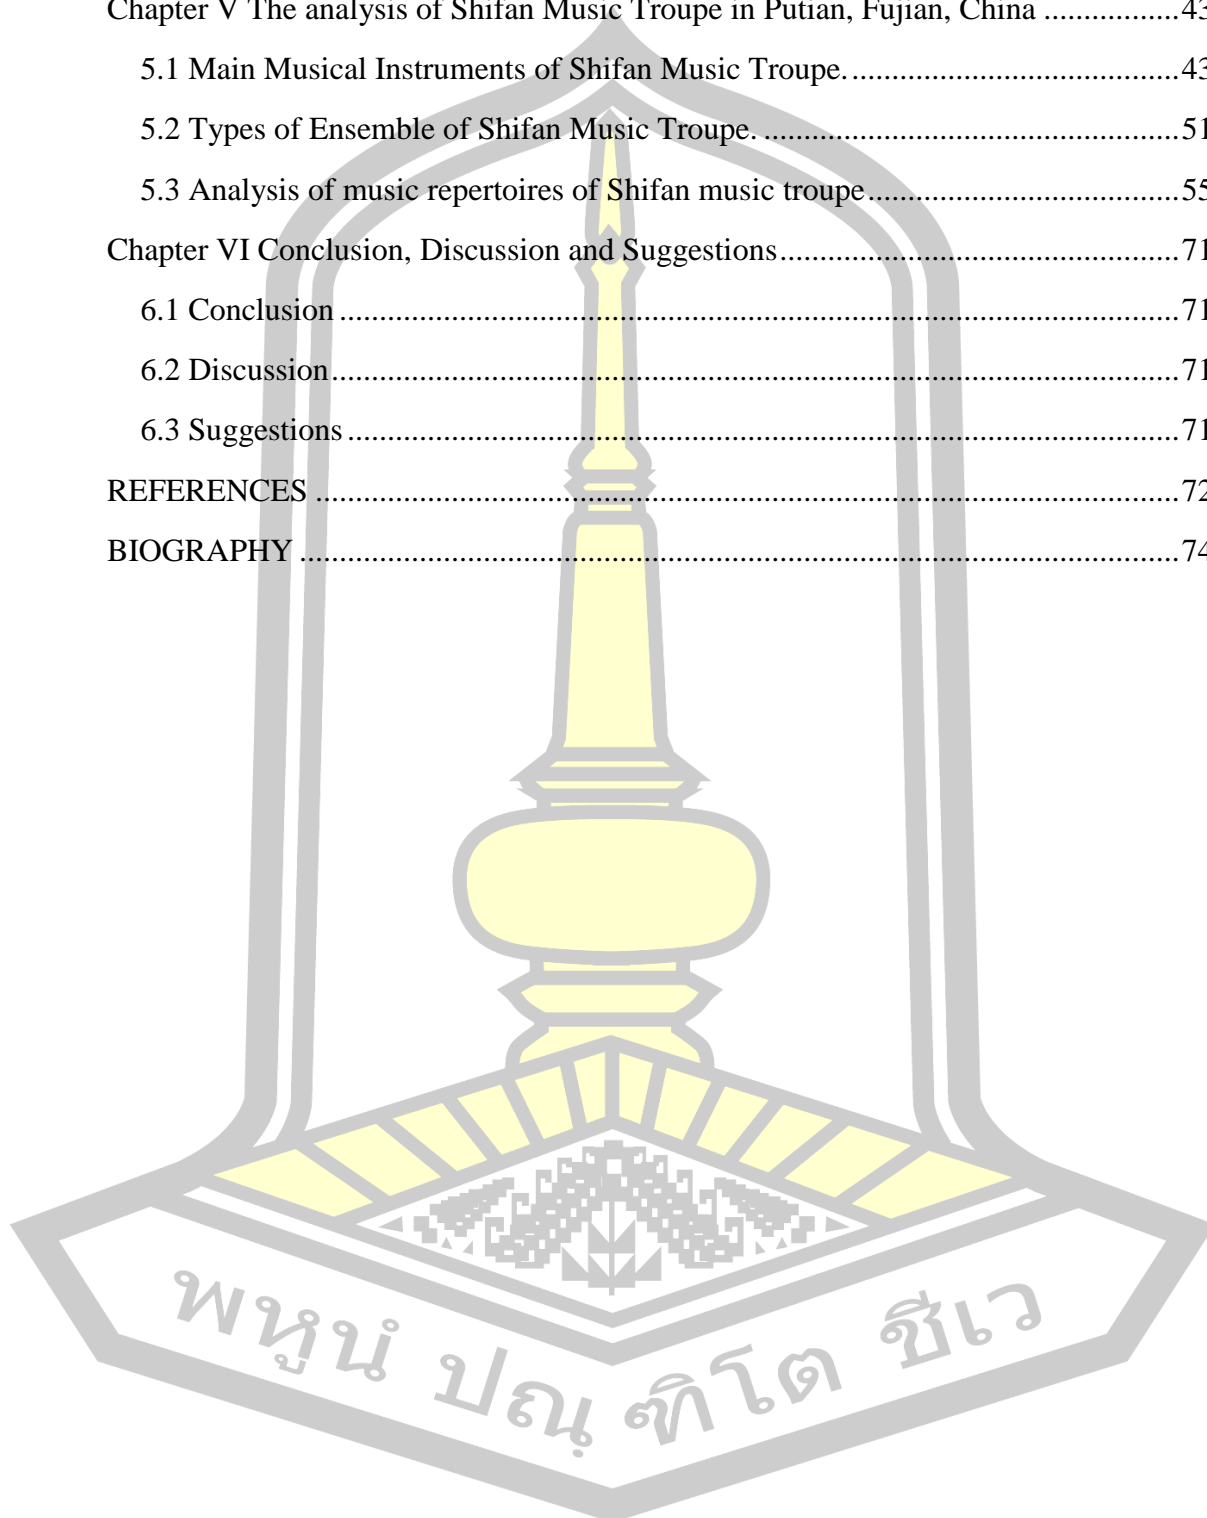 Chapter V The analysis of Shifan Music Troupe in Putian, Fujian, China ................43
5.1 Main Musical Instruments of Shifan Music Troupe........................................43
5.2 Types of Ensemble of Shifan Music Troupe. ..................................................51
5.3 Analysis of music repertoires of Shifan music troupe......................................55
Chapter VI Conclusion, Discussion and Suggestions.................................................71
6.1 Conclusion .......................................................................................................71
6.2 Discussion........................................................................................................71
6.3 Suggestions ......................................................................................................71
REFERENCES ..........................................................................................................72
BIOGRAPHY ............................................................................................................74
พหูนํ ปณฺ ฑิโต ชีเว